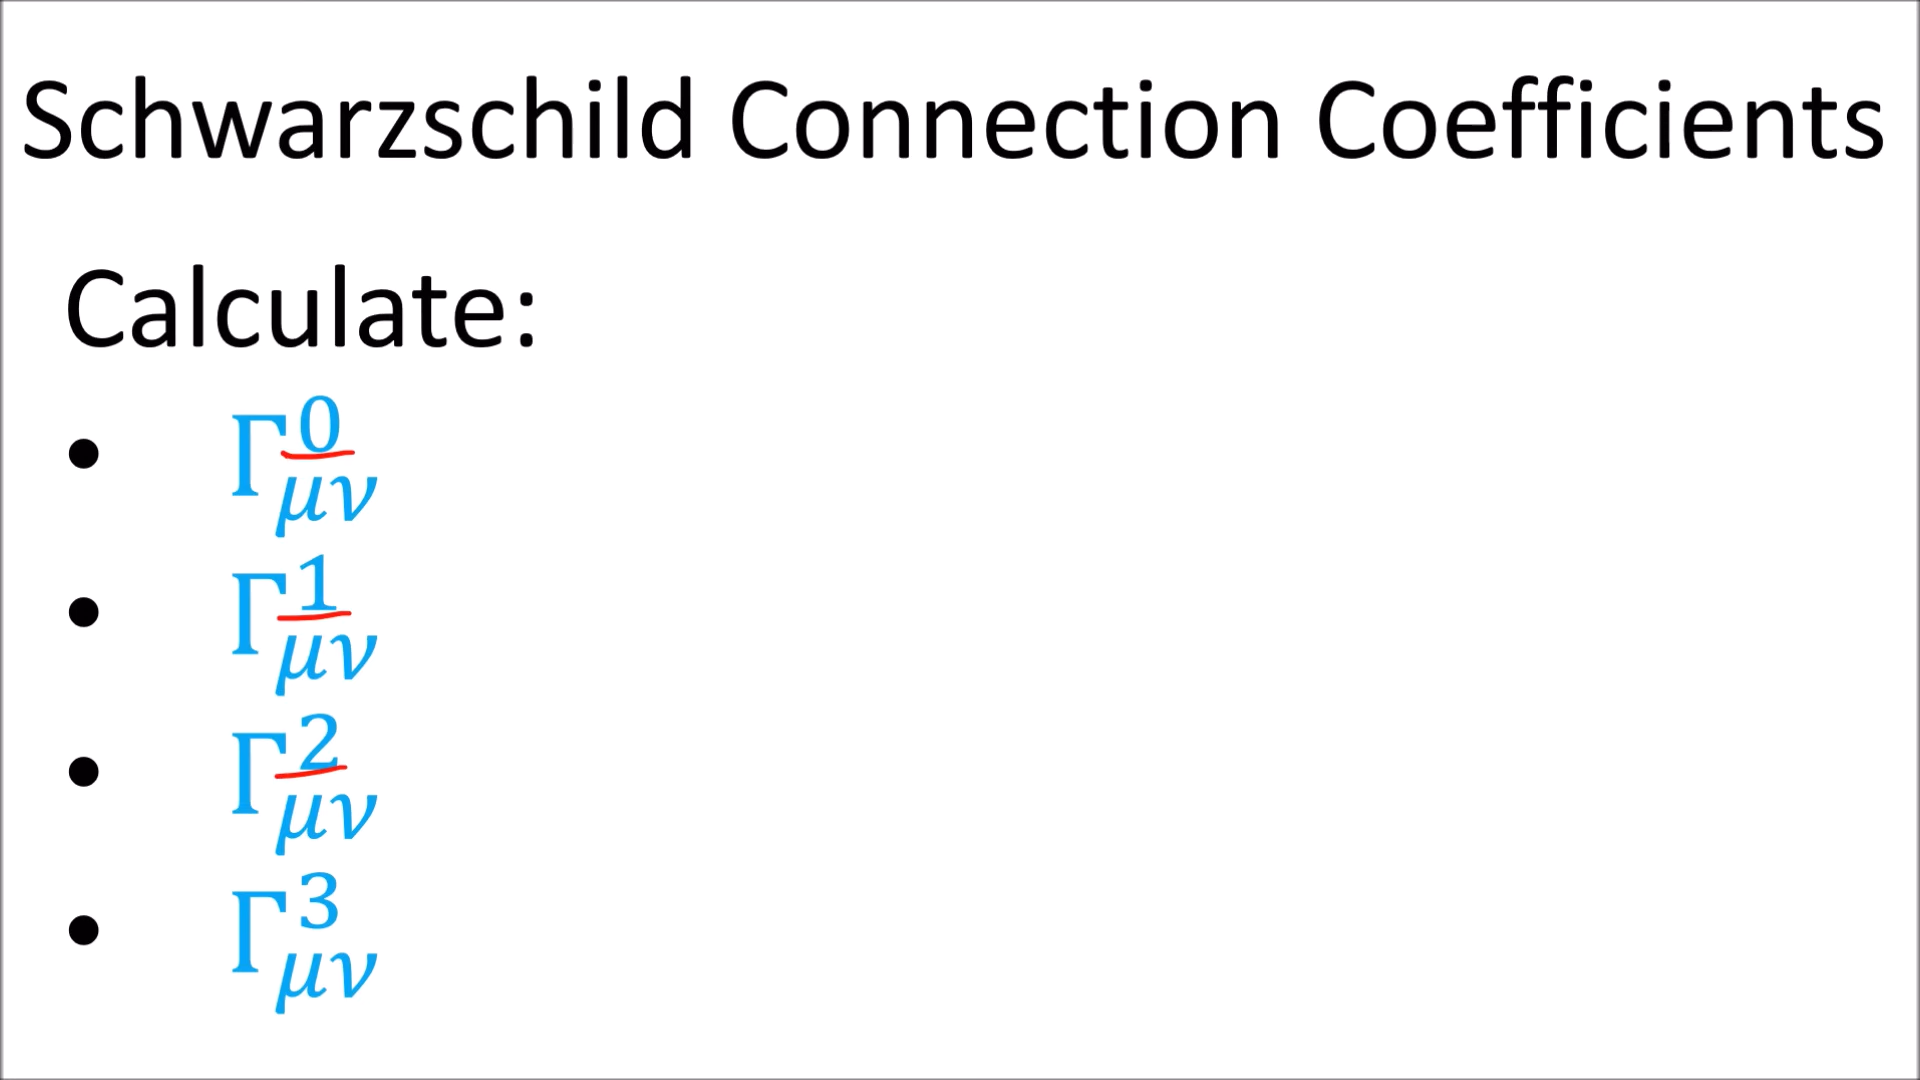 Schwarzschild Connection Coefficients
Calculate:
• Γ^0_μν
• Γ^1_μν
• Γ^2_μν
• Γ^3_μν